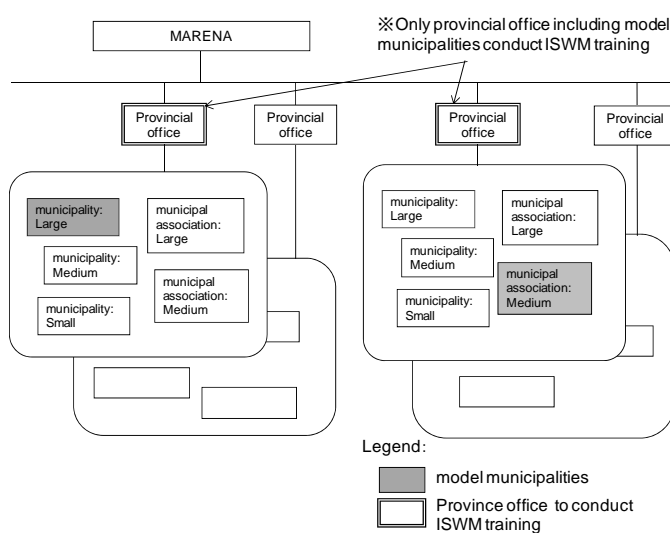 MARENA
※Only provincial office including model
municipalities conduct ISWM training
Provincial
office
Provincial
office
Provincial
office
Provincial
office
municipality:
Large
municipal
association:
Large
municipality:
Medium
municipal
association:
Medium
municipality:
Small
municipality:
Large
municipal
association:
Large
municipality:
Medium
municipal
association:
Medium
municipality:
Small
Legend:
model municipalities
Province office to conduct
ISWM training